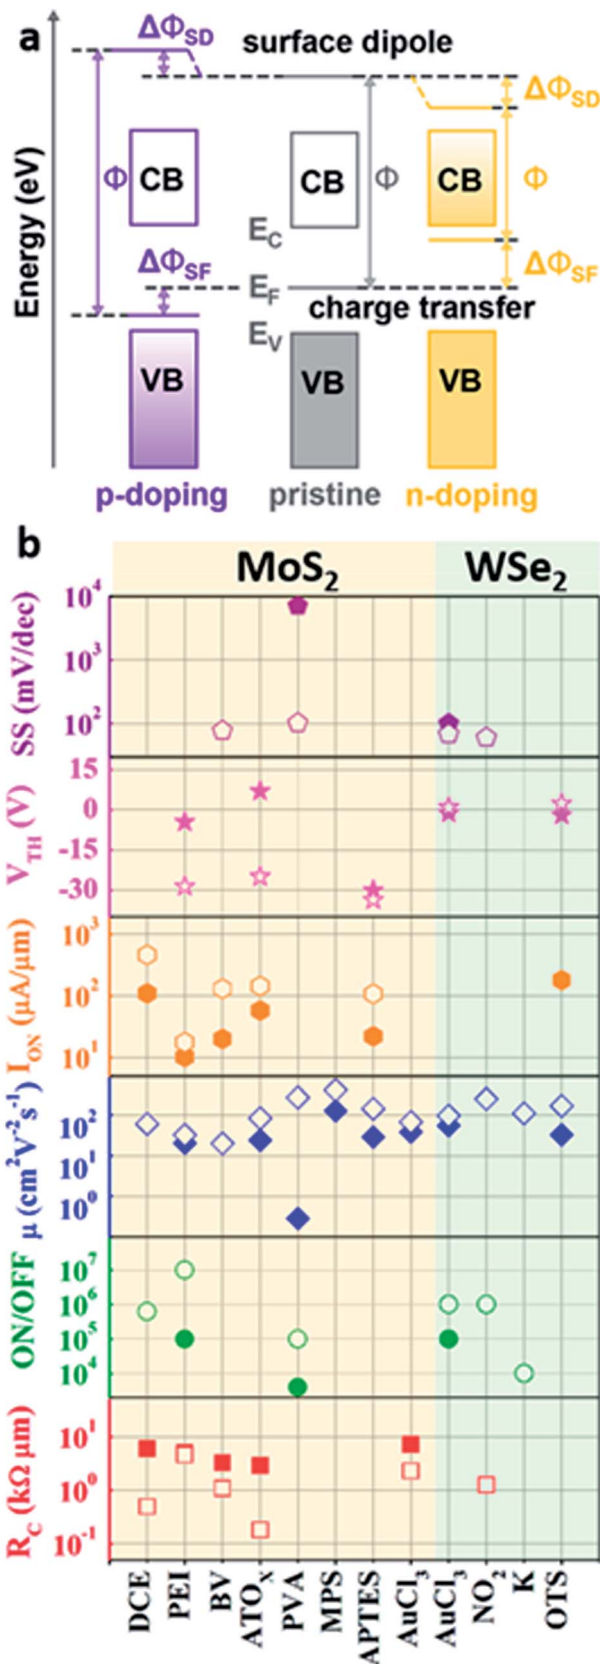 a
ΔΦSD
surface dipole
ΔΦSD
Energy (eV)
Φ
CB
CB
Φ
CB
Φ
EC
ΔΦSF
EF
ΔΦSF
charge transfer
EV
VB
VB
VB
p-doping
pristine
n-doping
b
MoS2
WSe2
SS (mV/dec)
10^4
10^3
10^2
VTH (V)
15
0
-15
-30
ION (μA/μm)
10^3
10^2
10^1
μ (cm^2V^-2s^-1)
10^2
10^1
10^0
ON/OFF
10^7
10^6
10^5
10^4
RC (kΩ μm)
10^1
10^0
10^-1
DCE
PEI
BV
ATOx
PVA
MPS
APTES
AuCl3
AuCl3
NO2
K
OTS